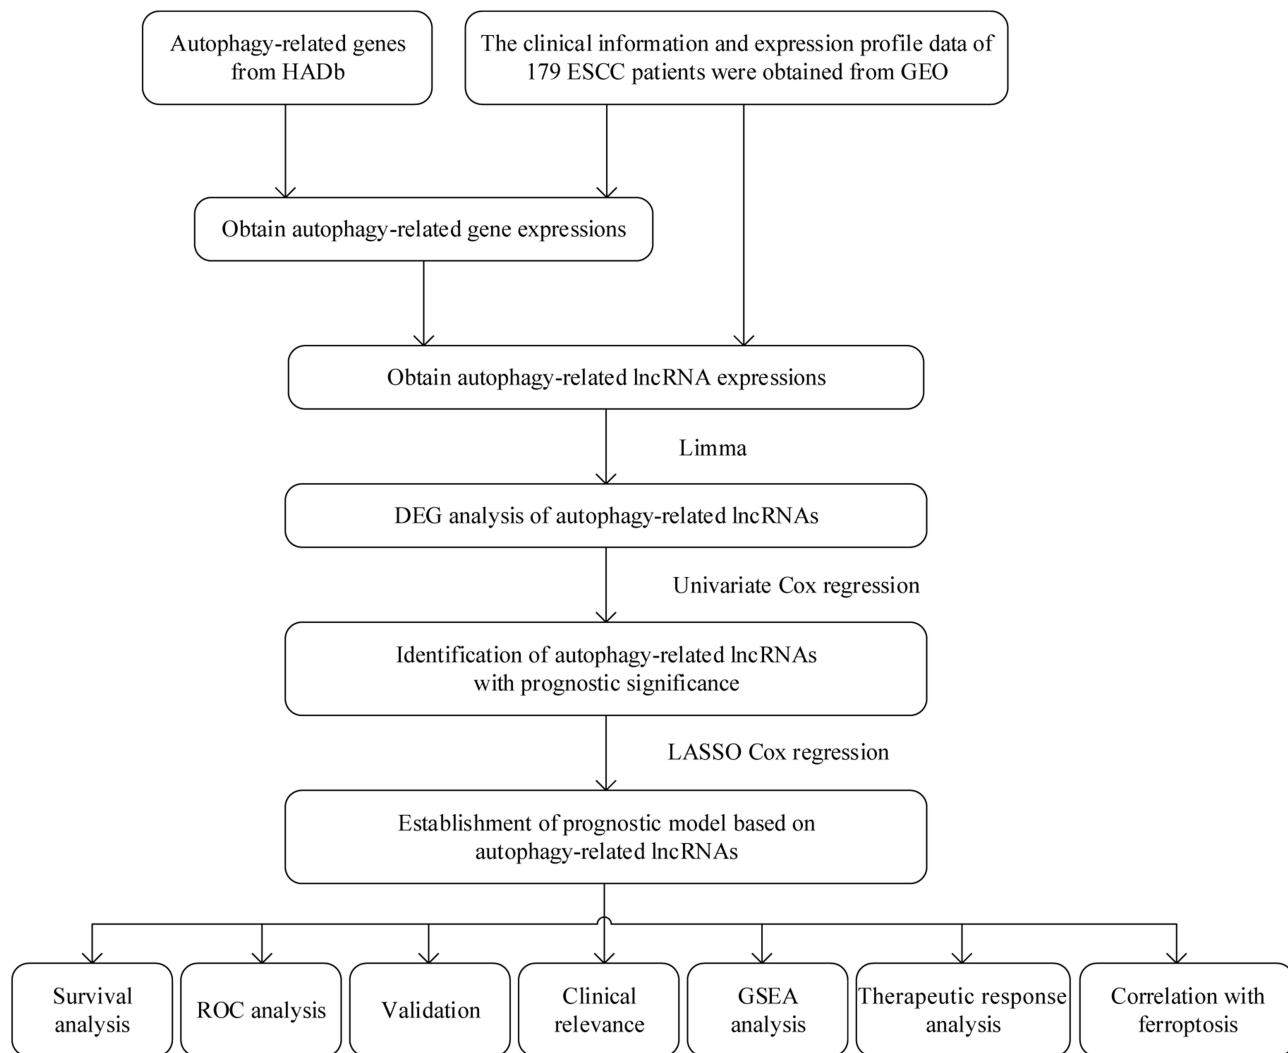 Autophagy-related genes
from HADb
The clinical information and expression profile data of
179 ESCC patients were obtained from GEO
Obtain autophagy-related gene expressions
Obtain autophagy-related lncRNA expressions
Limma
DEG analysis of autophagy-related lncRNAs
Univariate Cox regression
Identification of autophagy-related lncRNAs
with prognostic significance
LASSO Cox regression
Establishment of prognostic model based on
autophagy-related lncRNAs
Survival
analysis
ROC analysis
Validation
Clinical
relevance
GSEA
analysis
Therapeutic response
analysis
Correlation with
ferroptosis